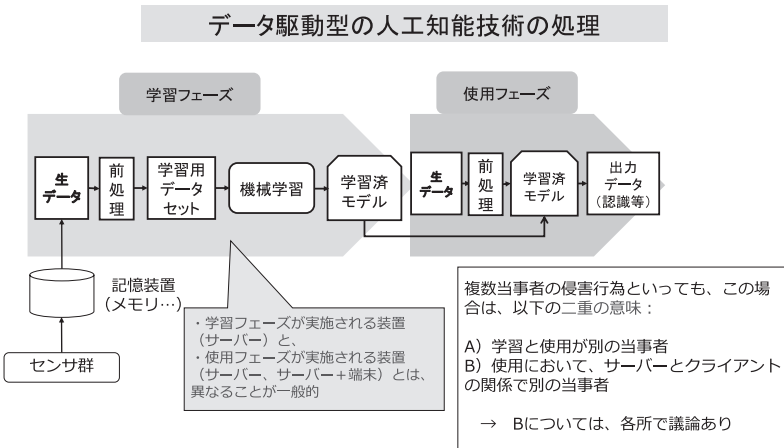 データ駆動型の人工知能技術の処理
学習フェーズ
使用フェーズ
生
データ
前
処
理
学習用
データ
セット
機械学習
学習済
モデル
生
データ
前
処
理
学習済
モデル
出力
データ
（認識等）
記憶装置
（メモリ…）
センサ群
・学習フェーズが実施される装置
（サーバー）と、
・使用フェーズが実施される装置
（サーバー、サーバー＋端末）とは、
異なることが一般的
複数当事者の侵害行為といっても、この場
合は、以下の二重の意味：
A）学習と使用が別の当事者
B）使用において、サーバーとクライアント
の関係で別の当事者
→ Bについては、各所で議論あり